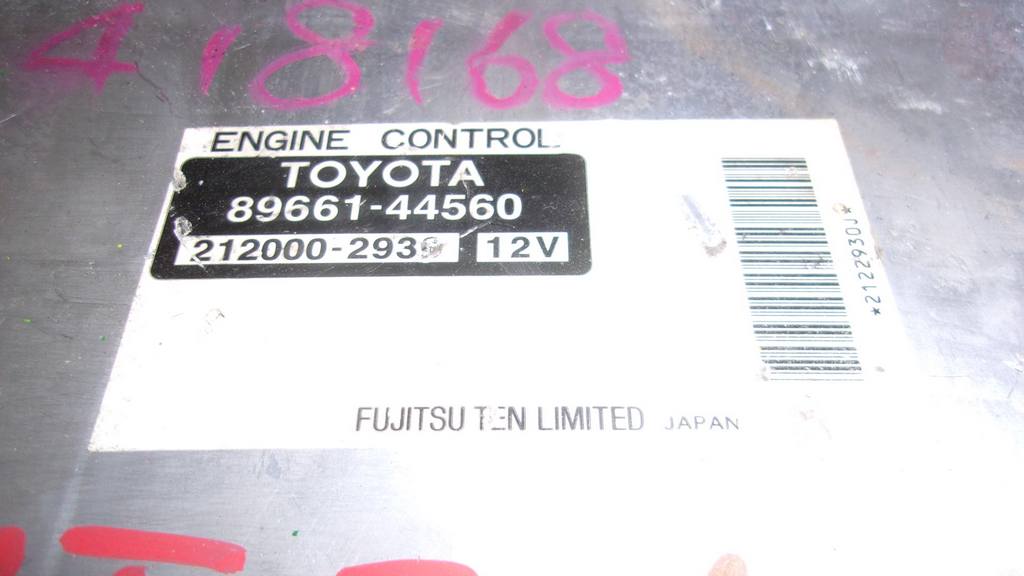 418168
ENGINE CONTROL
TOYOTA
89661-44560
12V
*2122930J*
FUJITSU TEN LIMITED JAPAN